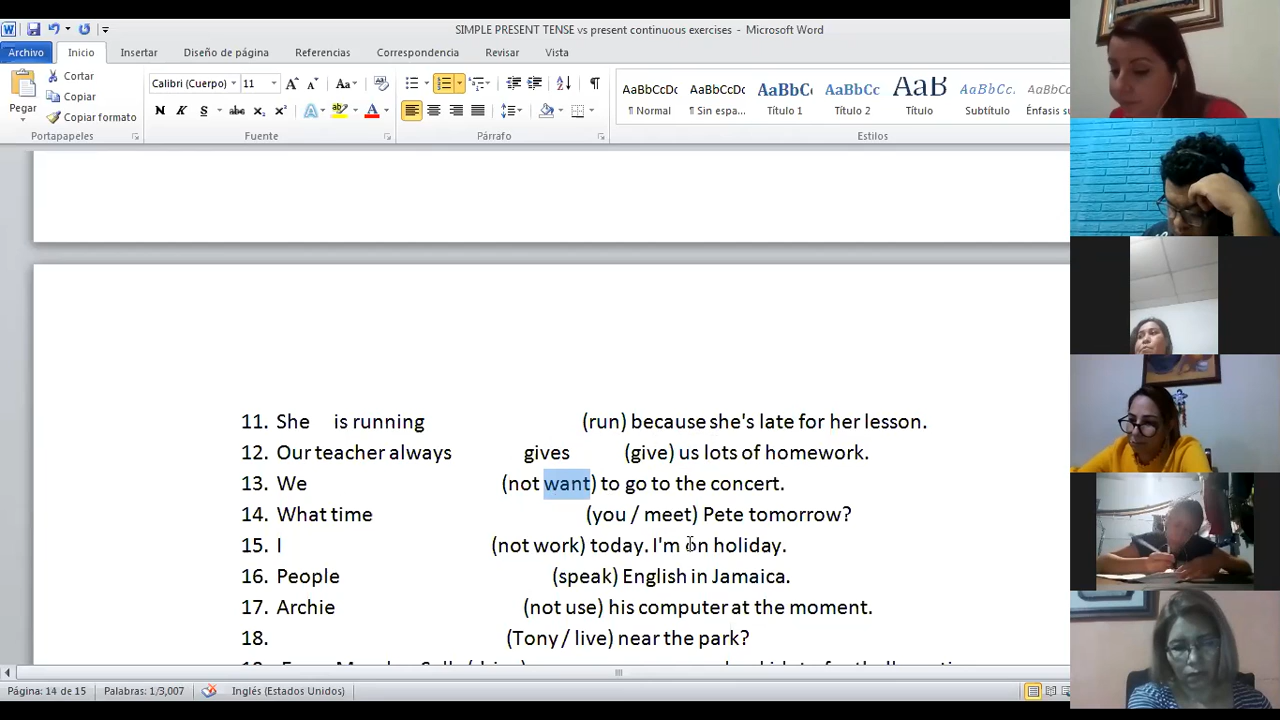 SIMPLE PRESENT TENSE vs present continuous exercises - Microsoft Word
Archivo Inicio Insertar Diseño de página Referencias Correspondencia Revisar Vista
Pegar
Cortar
Copiar
Copiar formato
Portapapeles
Calibri (Cuerpo) 11
N K S abc x₂ x²
Fuente
Párrafo
AaBbCcDc AaBbCcDc AaBbC AaBbCc AaB AaBbCc. AaBbCcD
¶ Normal ¶ Sin espa... Título 1 Título 2 Título Subtítulo Énfasis su
Estilos
11. She is running (run) because she's late for her lesson.
12. Our teacher always gives (give) us lots of homework.
13. We (not want) to go to the concert.
14. What time (you / meet) Pete tomorrow?
15. I (not work) today. I'm on holiday.
16. People (speak) English in Jamaica.
17. Archie (not use) his computer at the moment.
18. (Tony / live) near the park?
Página: 14 de 15 Palabras: 1/3,007 Inglés (Estados Unidos)